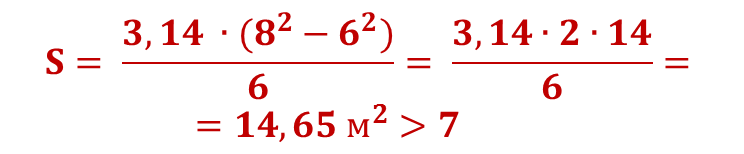 S = 3,14 · (8² − 6²) / 6 = 3,14 · 2 · 14 / 6 =
= 14,65 м² > 7